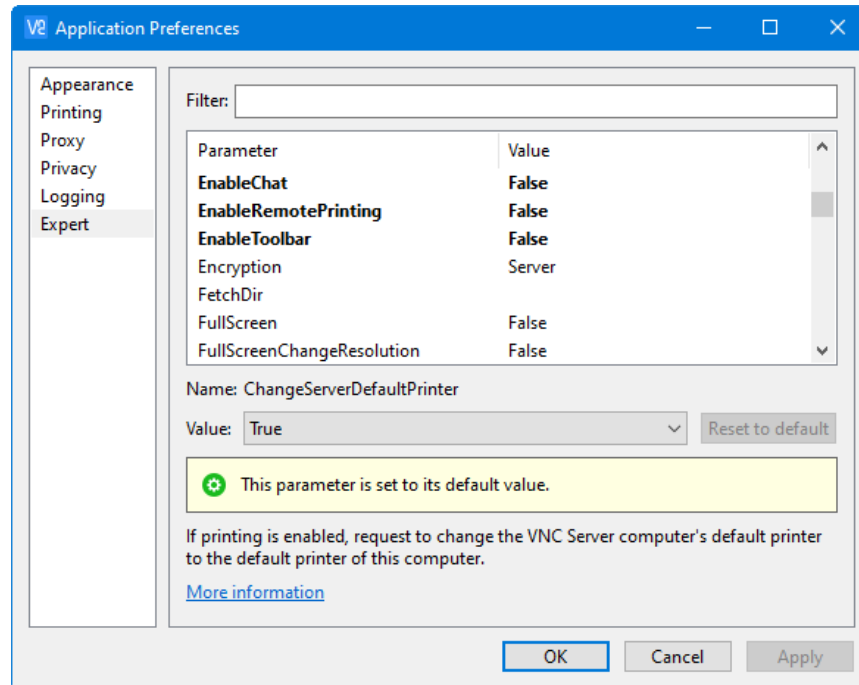 V2 Application Preferences
Appearance
Printing
Proxy
Privacy
Logging
Expert
Filter:
Parameter Value
EnableChat False
EnableRemotePrinting False
EnableToolbar False
Encryption Server
FetchDir
FullScreen False
FullScreenChangeResolution False
Name: ChangeServerDefaultPrinter
Value: True Reset to default
This parameter is set to its default value.
If printing is enabled, request to change the VNC Server computer's default printer
to the default printer of this computer.
More information
OK Cancel Apply